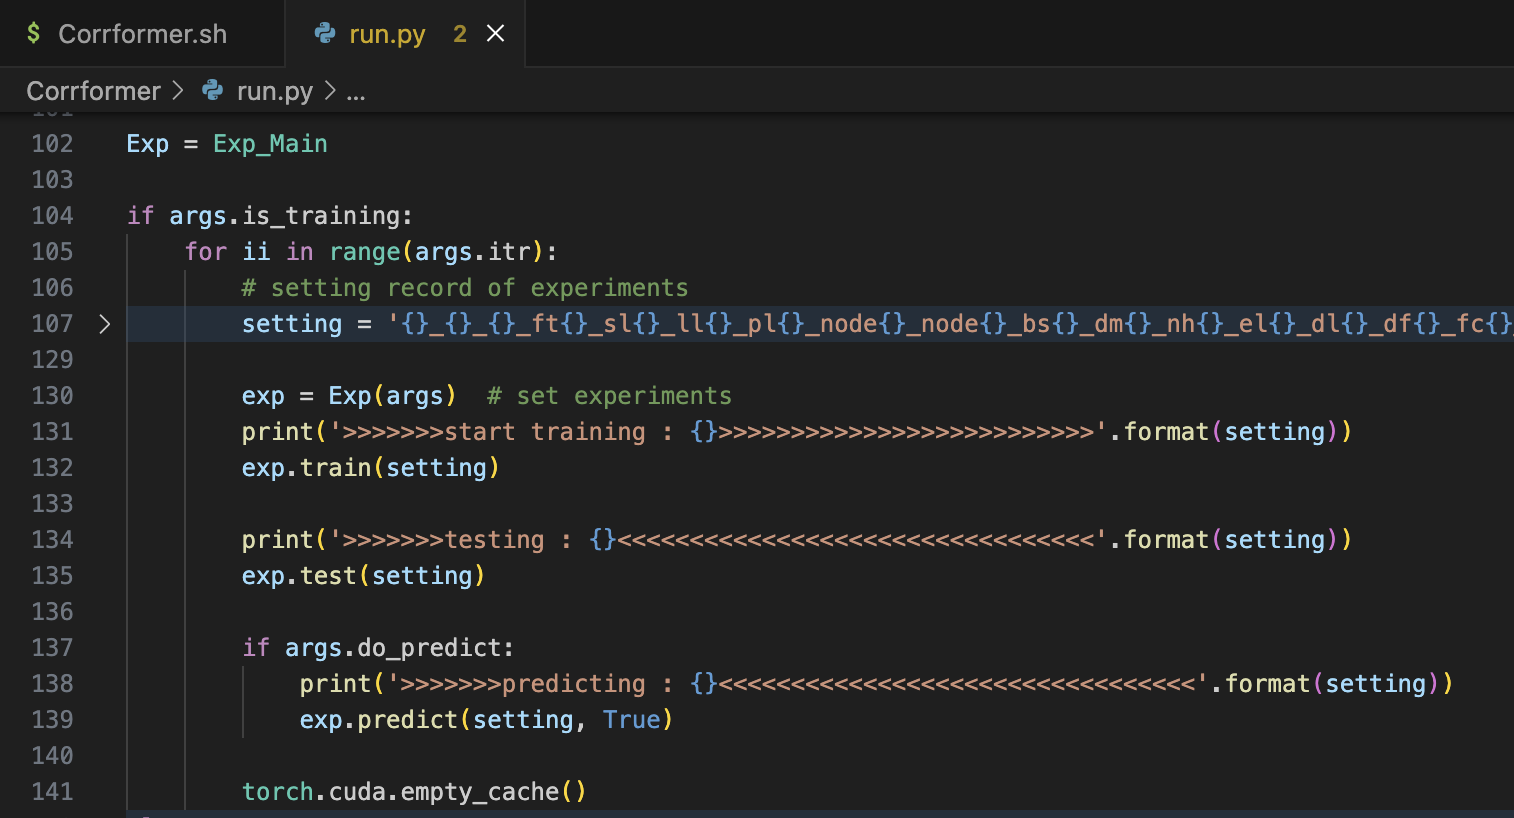 $ Corrformer.sh run.py 2
Corrformer > run.py > ...
102 Exp = Exp_Main
103
104 if args.is_training:
105 for ii in range(args.itr):
106 # setting record of experiments
107 setting = '{}_{}_{}_ft{}_sl{}_ll{}_pl{}_node{}_node{}_bs{}_dm{}_nh{}_el{}_dl{}_df{}_fc{}
129
130 exp = Exp(args)  # set experiments
131 print('>>>>>>>start training : {}>>>>>>>>>>>>>>>>>>>>>>>>>>'.format(setting))
132 exp.train(setting)
133
134 print('>>>>>>>testing : {}<<<<<<<<<<<<<<<<<<<<<<<<<<<<<<<<<'.format(setting))
135 exp.test(setting)
136
137 if args.do_predict:
138 print('>>>>>>>predicting : {}<<<<<<<<<<<<<<<<<<<<<<<<<<<<<<<<<'.format(setting))
139 exp.predict(setting, True)
140
141 torch.cuda.empty_cache()